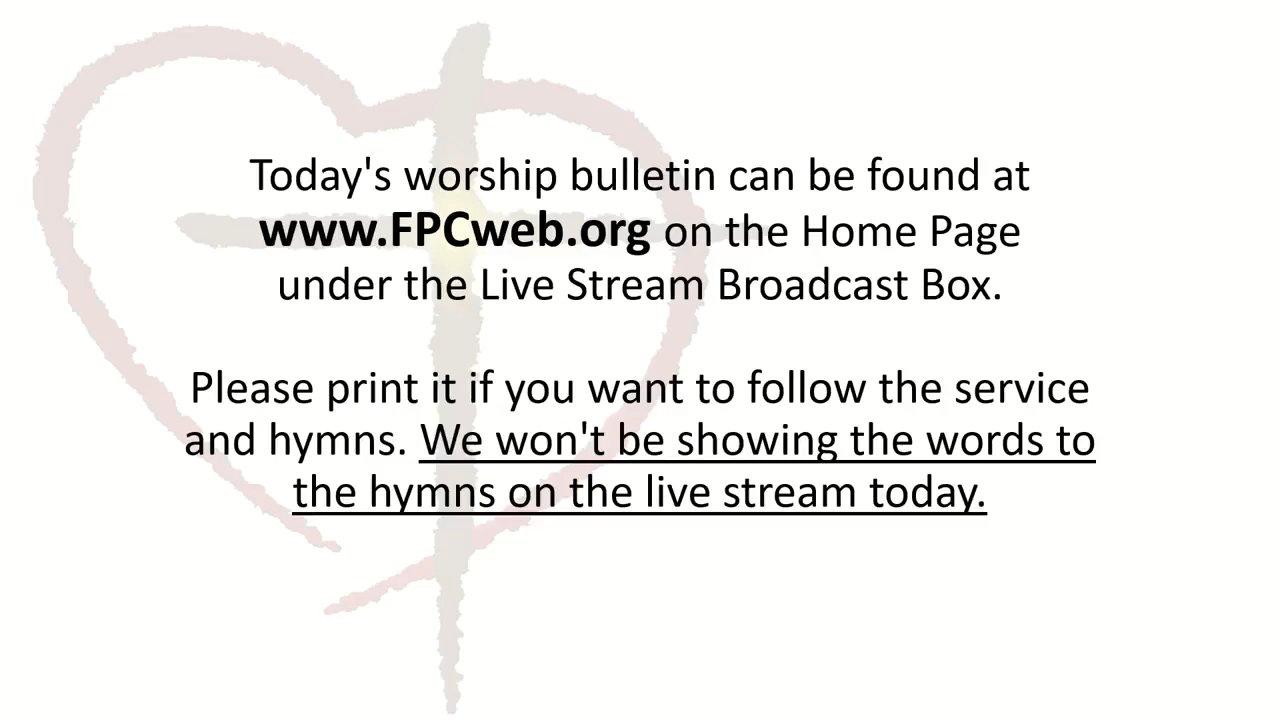 Today's worship bulletin can be found at
www.FPCweb.org on the Home Page
under the Live Stream Broadcast Box.
Please print it if you want to follow the service
and hymns. We won't be showing the words to
the hymns on the live stream today.